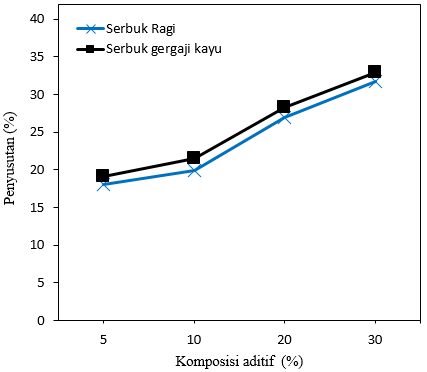 40
35
30
25
20
15
10
5
0
Penyusutan (%)
Serbuk Ragi
Serbuk gergaji kayu
5 10 20 30
Komposisi aditif (%)